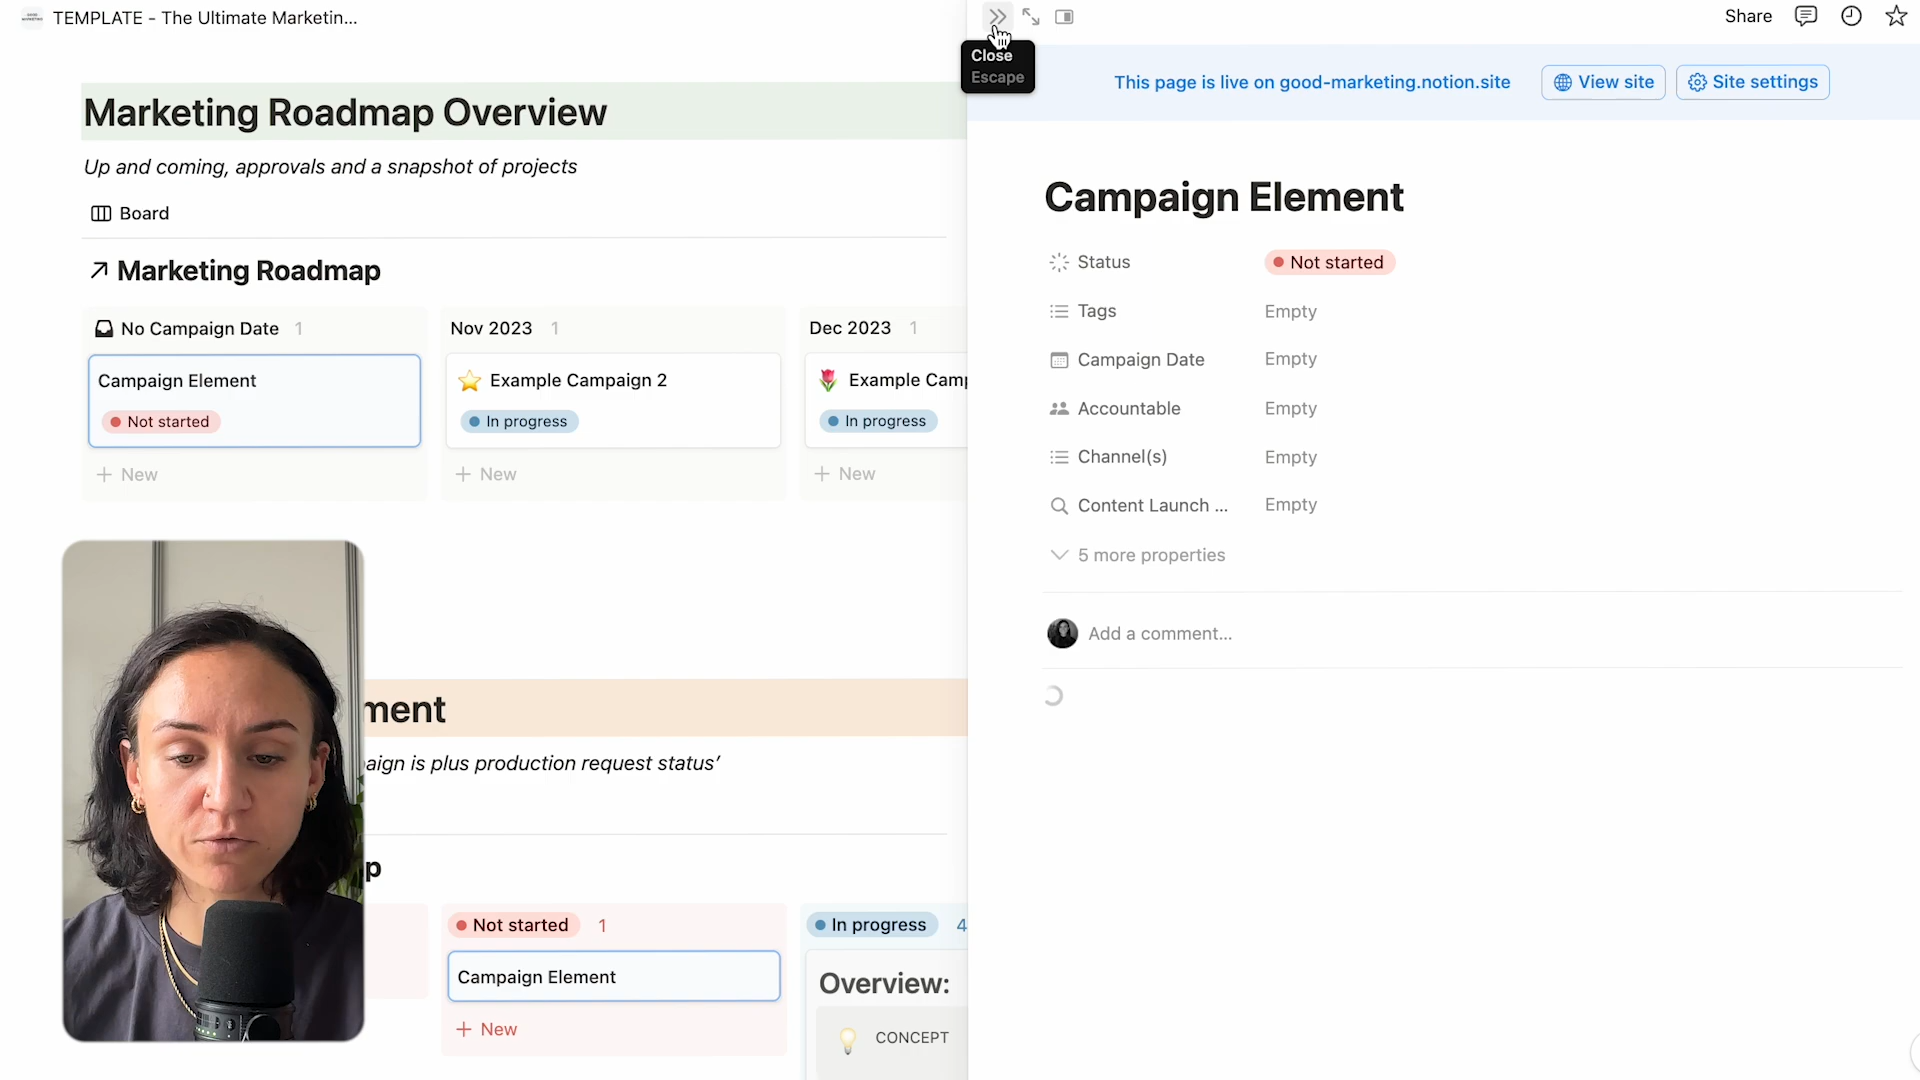 TEMPLATE - The Ultimate Marketin...
Share
Close
Escape
This page is live on good-marketing.notion.site
View site
Site settings
Marketing Roadmap Overview
Up and coming, approvals and a snapshot of projects
Board
Marketing Roadmap
No Campaign Date 1
Nov 2023 1
Dec 2023 1
Campaign Element
Not started
Example Campaign 2
In progress
Example Camp
In progress
+ New
+ New
+ New
ment
aign is plus production request status’
p
Not started 1
Campaign Element
+ New
In progress 4
Overview:
CONCEPT
Campaign Element
Status Not started
Tags Empty
Campaign Date Empty
Accountable Empty
Channel(s) Empty
Content Launch ... Empty
5 more properties
Add a comment...